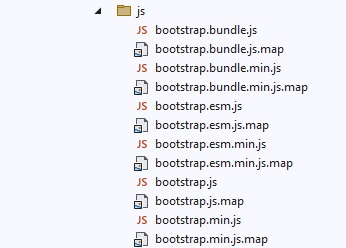 js
JS bootstrap.bundle.js
bootstrap.bundle.js.map
JS bootstrap.bundle.min.js
bootstrap.bundle.min.js.map
JS bootstrap.esm.js
bootstrap.esm.js.map
JS bootstrap.esm.min.js
bootstrap.esm.min.js.map
JS bootstrap.js
bootstrap.js.map
JS bootstrap.min.js
bootstrap.min.js.map